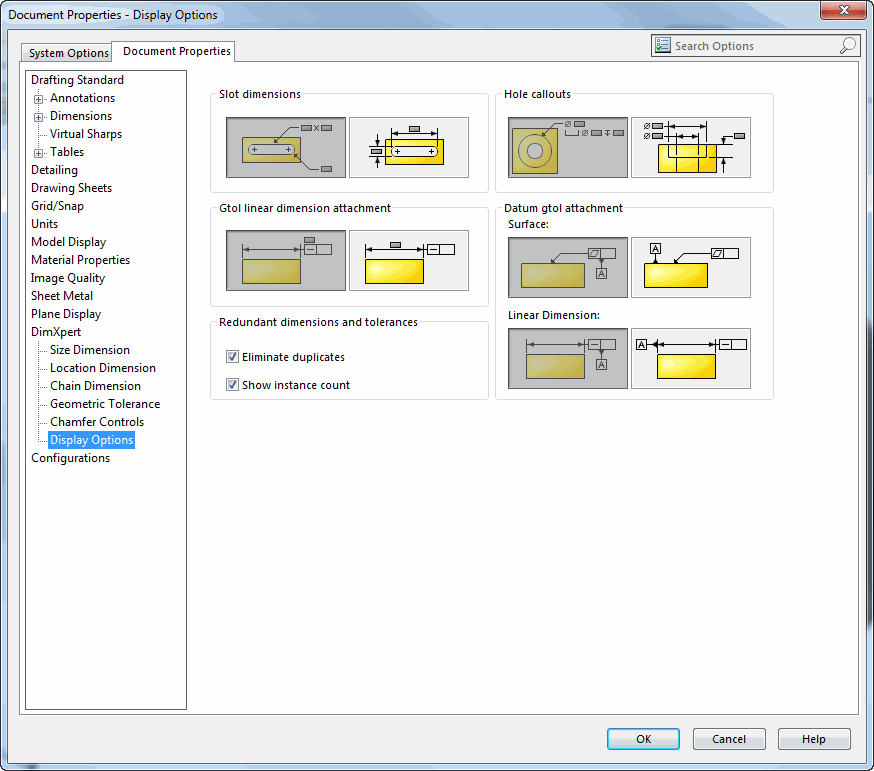 Document Properties - Display Options
System Options
Document Properties
Search Options
Drafting Standard
Annotations
Dimensions
Virtual Sharps
Tables
Detailing
Drawing Sheets
Grid/Snap
Units
Model Display
Material Properties
Image Quality
Sheet Metal
Plane Display
DimXpert
Size Dimension
Location Dimension
Chain Dimension
Geometric Tolerance
Chamfer Controls
Display Options
Configurations
Slot dimensions
X
Hole callouts
Ø
Ø
Ø
Ø
Gtol linear dimension attachment
Datum gtol attachment
Surface:
A
A
Linear Dimension:
A
A
Redundant dimensions and tolerances
Eliminate duplicates
Show instance count
OK
Cancel
Help